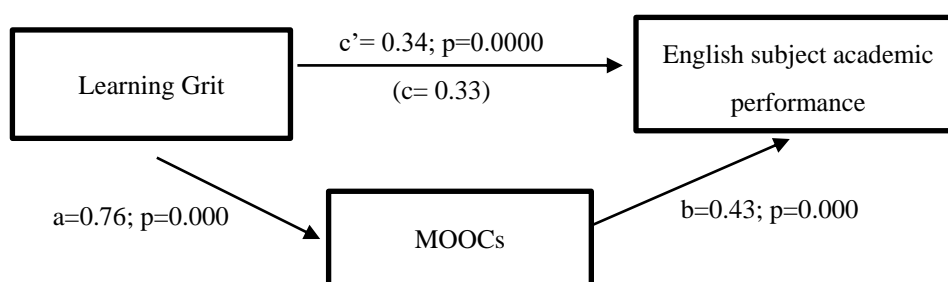 c’= 0.34; p=0.0000
English subject academic
performance
Learning Grit
(c= 0.33)
a=0.76; p=0.000
b=0.43; p=0.000
MOOCs